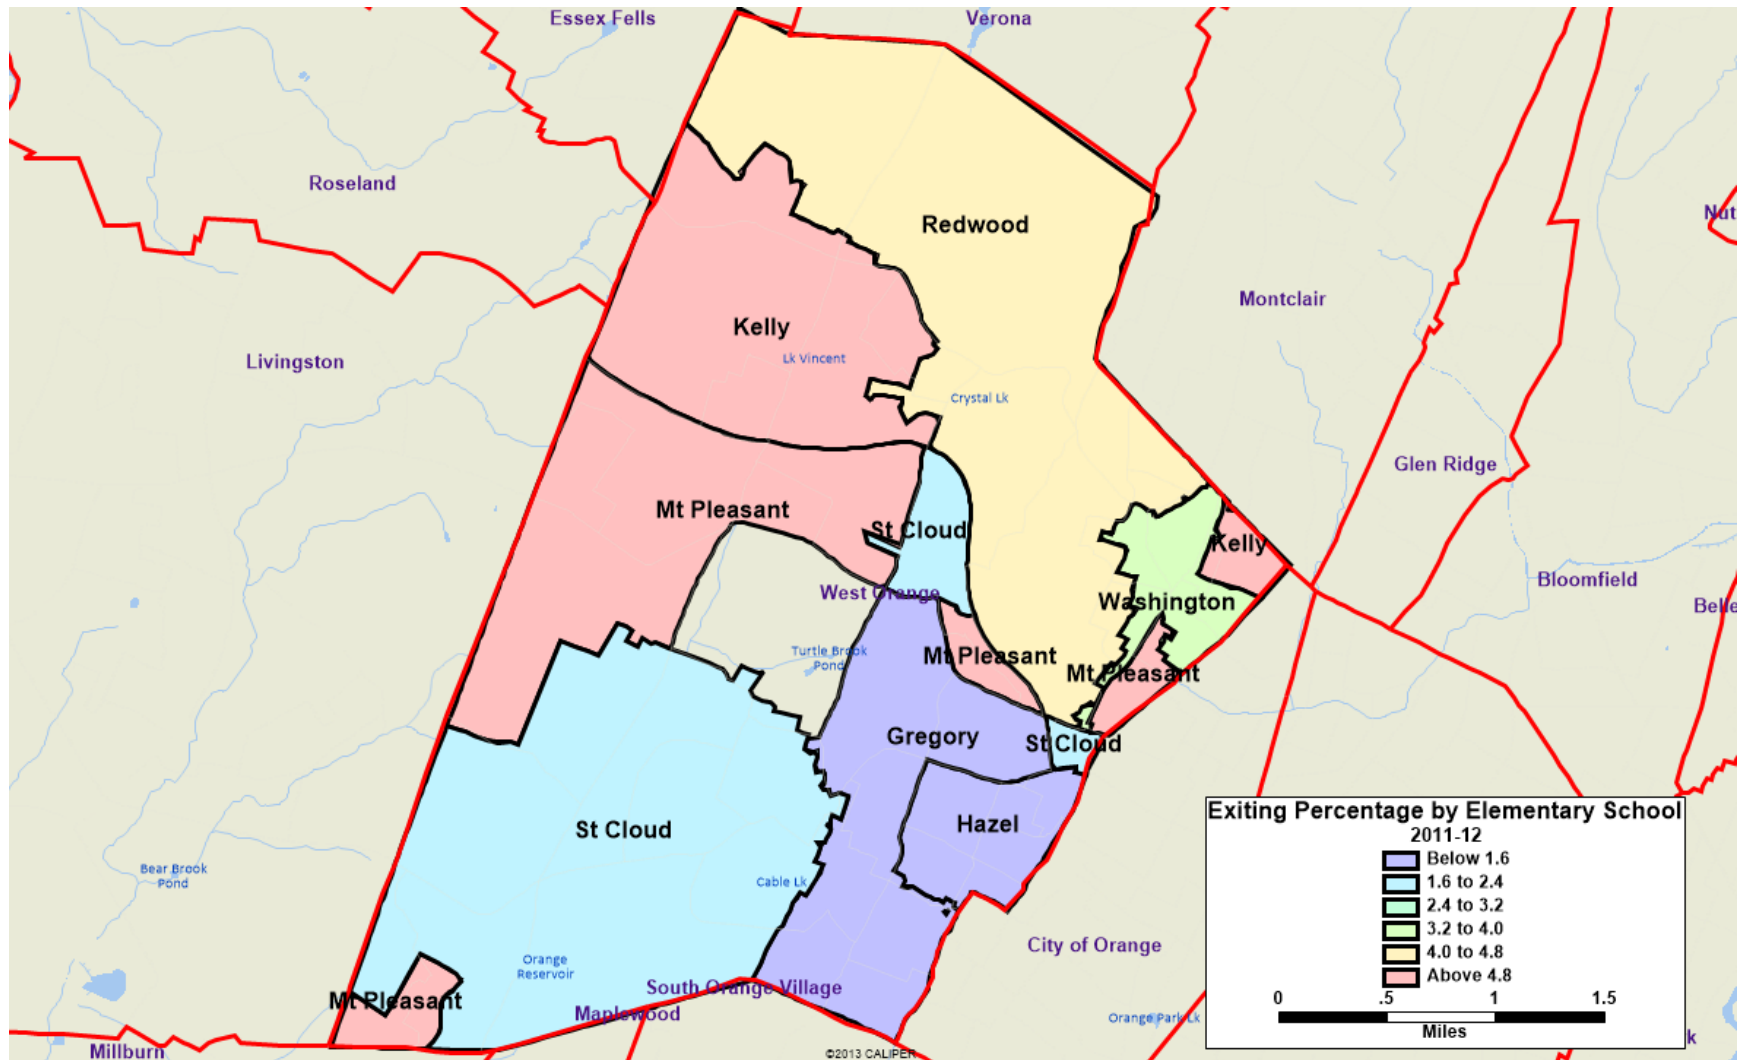 Essex Fells
Verona
Roseland
Redwood
Montclair
Kelly
Livingston
Lk Vincent
Crystal Lk
Glen Ridge
Mt Pleasant
St Cloud
Kelly
Bloomfield
West Orange
Washington
Turtle Brook
Pond
Mt Pleasant
Mt Pleasant
Gregory
St Cloud
St Cloud
Hazel
Exiting Percentage by Elementary School
2011-12
Below 1.6
1.6 to 2.4
2.4 to 3.2
3.2 to 4.0
4.0 to 4.8
Above 4.8
0 .5 1 1.5
Miles
Bear Brook
Pond
Cable Lk
City of Orange
Orange
Reservoir
South Orange Village
Mt Pleasant
Maplewood
Orange Park Lk
Millburn
©2013 CALIPER
Nut
Belle
k